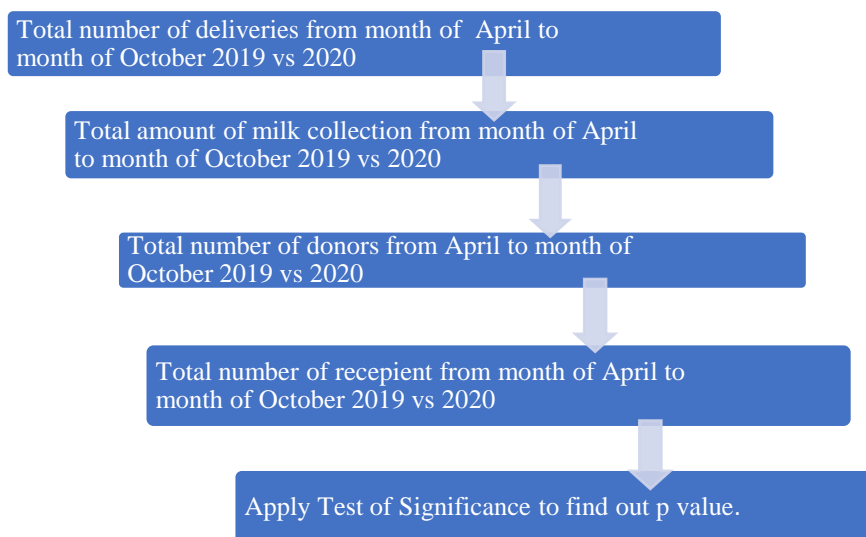 Total number of deliveries from month of April to
month of October 2019 vs 2020
Total amount of milk collection from month of April
to month of October 2019 vs 2020
Total number of donors from April to month of
October 2019 vs 2020
Total number of recepient from month of April to
month of October 2019 vs 2020
Apply Test of Significance to find out p value.